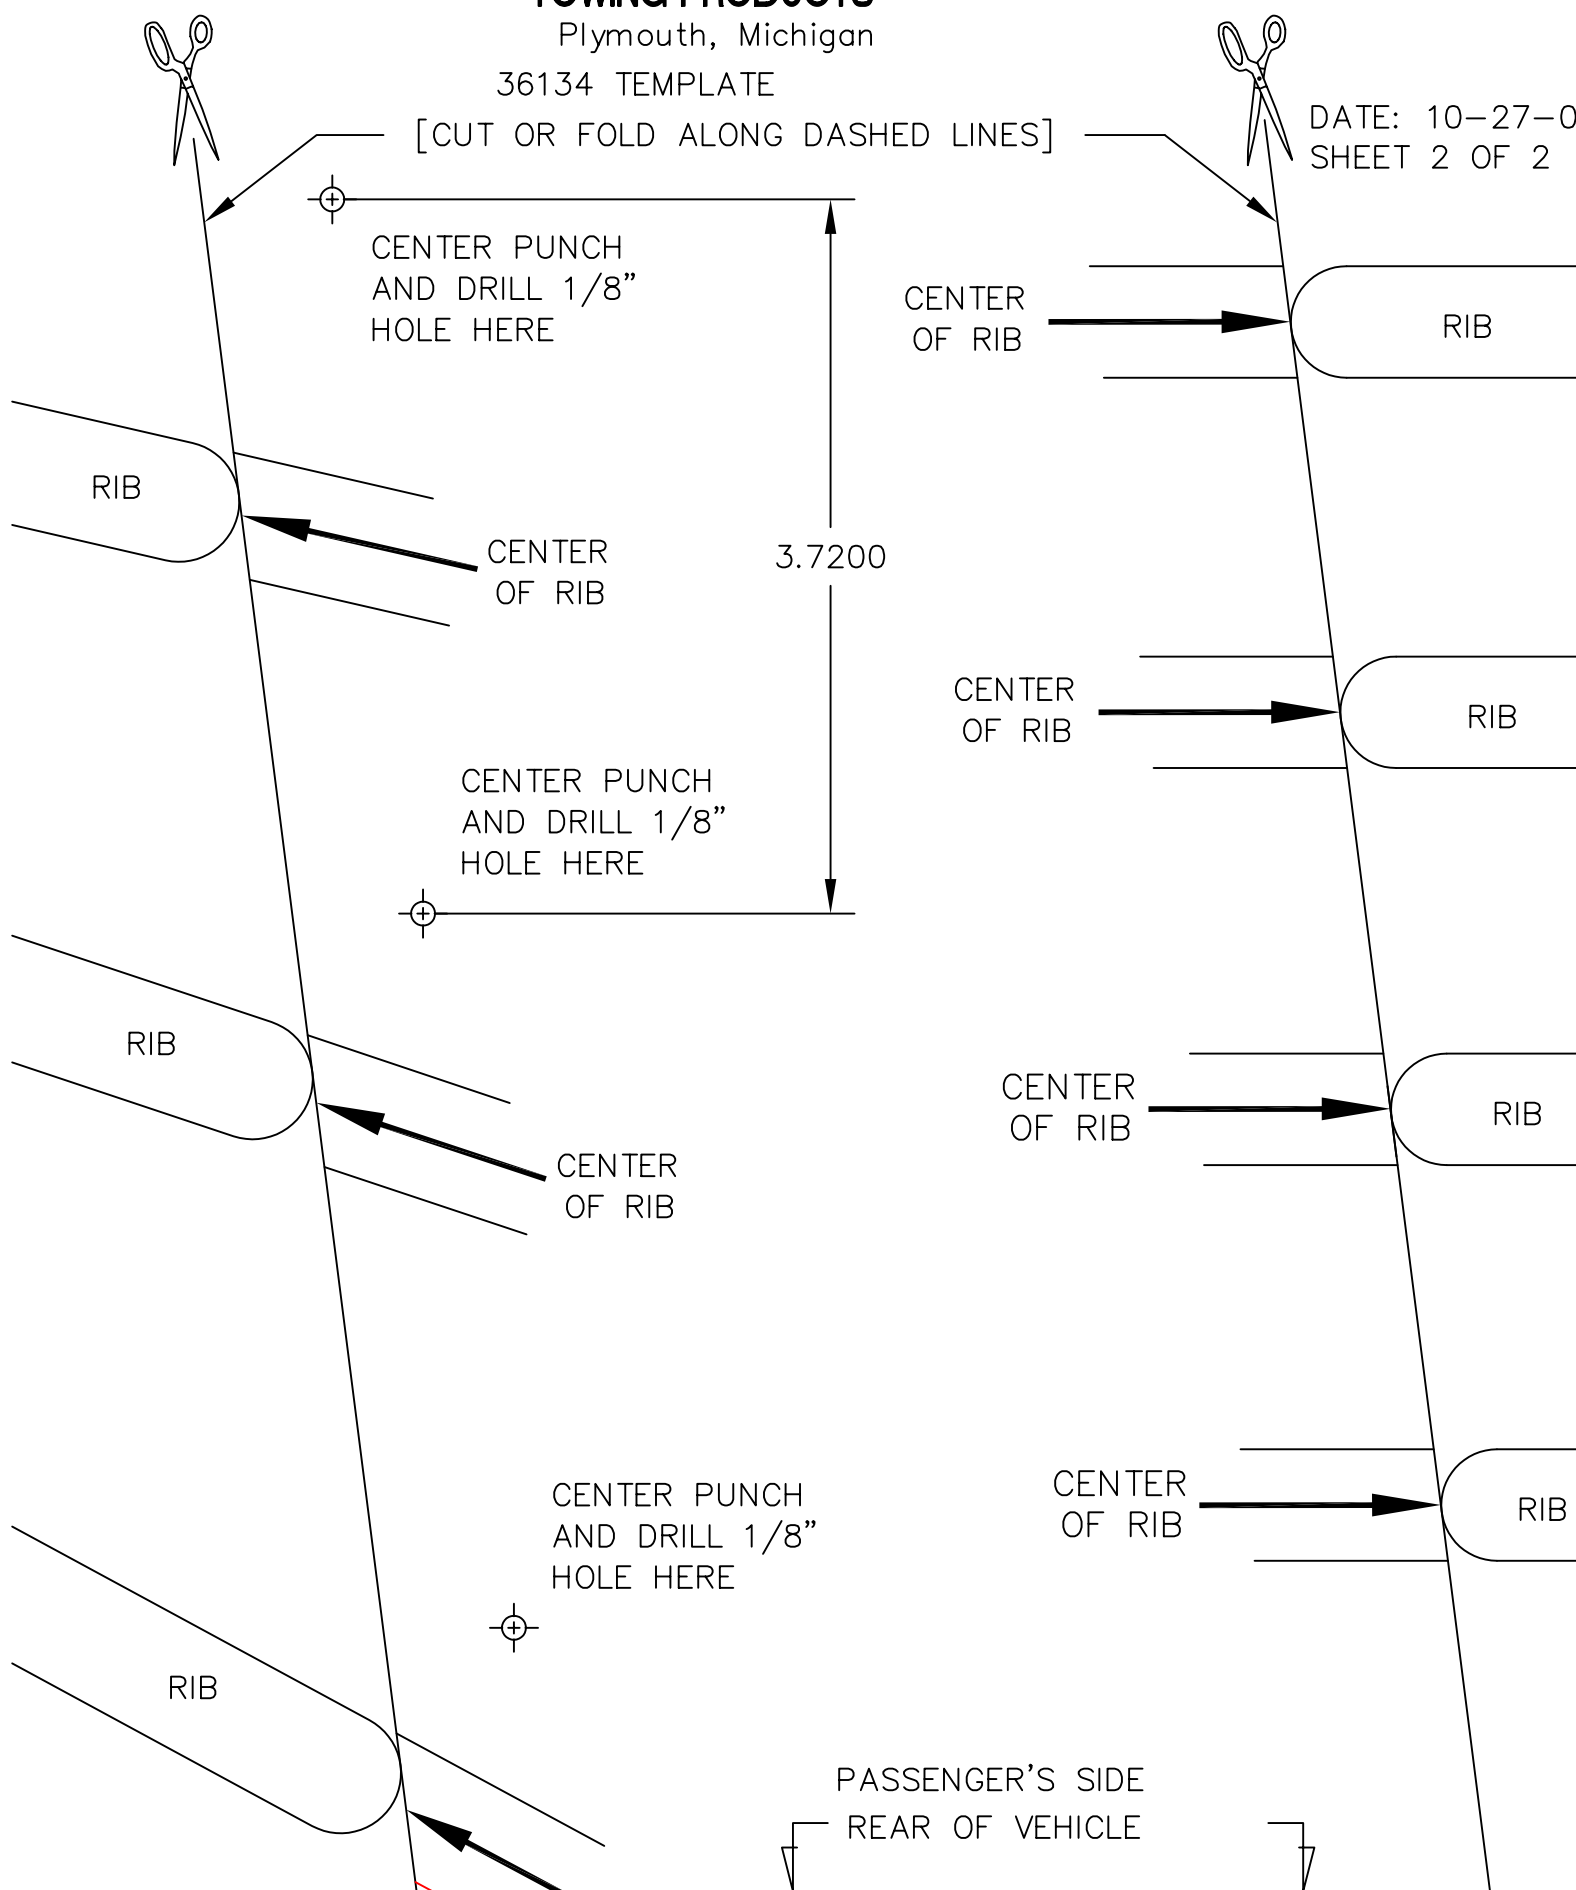 TOWING PRODUCTS
Plymouth, Michigan
36134 TEMPLATE
[CUT OR FOLD ALONG DASHED LINES]
DATE: 10-27-0
SHEET 2 OF 2
CENTER PUNCH
AND DRILL 1/8”
HOLE HERE
CENTER
OF RIB
RIB
RIB
CENTER
OF RIB
3.7200
CENTER
OF RIB
RIB
CENTER PUNCH
AND DRILL 1/8”
HOLE HERE
RIB
CENTER
OF RIB
CENTER
OF RIB
RIB
CENTER PUNCH
AND DRILL 1/8”
HOLE HERE
CENTER
OF RIB
RIB
RIB
PASSENGER’S SIDE
REAR OF VEHICLE